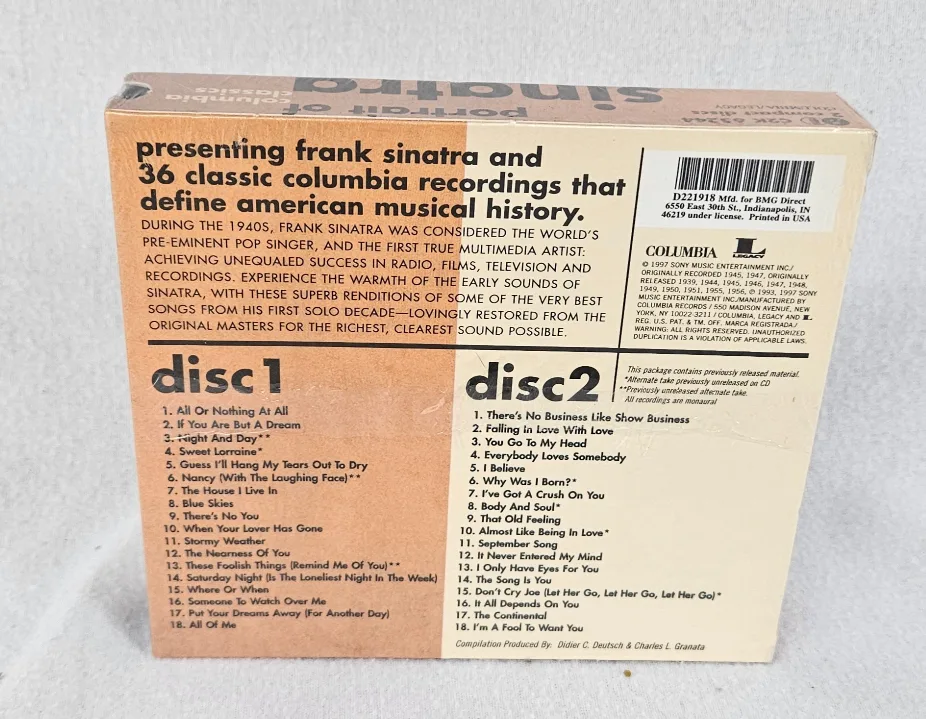 sinatra
portrait of
columbia
classics
compact discs
COLUMBIA/LEGACY
C2K 65244
presenting frank sinatra and
36 classic columbia recordings that
define american musical history.
DURING THE 1940S, FRANK SINATRA WAS CONSIDERED THE WORLD'S
PRE-EMINENT POP SINGER, AND THE FIRST TRUE MULTIMEDIA ARTIST:
ACHIEVING UNEQUALED SUCCESS IN RADIO, FILMS, TELEVISION AND
RECORDINGS. EXPERIENCE THE WARMTH OF THE EARLY SOUNDS OF
SINATRA, WITH THESE SUPERB RENDITIONS OF SOME OF THE VERY BEST
SONGS FROM HIS FIRST SOLO DECADE—LOVINGLY RESTORED FROM THE
ORIGINAL MASTERS FOR THE RICHEST, CLEAREST SOUND POSSIBLE.
D221918 Mfd. for BMG Direct
6550 East 30th St., Indianapolis, IN
46219 under license. Printed in USA
COLUMBIA L
LEGACY
© 1997 SONY MUSIC ENTERTAINMENT INC./
ORIGINALLY RECORDED 1945, 1947, ORIGINALLY
RELEASED 1939, 1944, 1945, 1946, 1947, 1948,
1949, 1950, 1951, 1955, 1956, ℗ 1993, 1997 SONY
MUSIC ENTERTAINMENT INC./MANUFACTURED BY
COLUMBIA RECORDS / 550 MADISON AVENUE, NEW
YORK, NY 10022-3211 / COLUMBIA, LEGACY AND L
REG. U.S. PAT. & TM. OFF. MARCA REGISTRADA./
WARNING: ALL RIGHTS RESERVED. UNAUTHORIZED
DUPLICATION IS A VIOLATION OF APPLICABLE LAWS.
disc 1
1. All Or Nothing At All
2. If You Are But A Dream
3. Night And Day**
4. Sweet Lorraine*
5. Guess I'll Hang My Tears Out To Dry
6. Nancy (With The Laughing Face)**
7. The House I Live In
8. Blue Skies
9. There's No You
10. When Your Lover Has Gone
11. Stormy Weather
12. The Nearness Of You
13. These Foolish Things (Remind Me Of You)**
14. Saturday Night (Is The Loneliest Night In The Week)
15. Where Or When
16. Someone To Watch Over Me
17. Put Your Dreams Away (For Another Day)
18. All Of Me
disc 2
This package contains previously released material.
*Alternate take previously unreleased on CD
**Previously unreleased alternate take.
All recordings are monaural
1. There's No Business Like Show Business
2. Falling In Love With Love
3. You Go To My Head
4. Everybody Loves Somebody
5. I Believe
6. Why Was I Born?*
7. I've Got A Crush On You
8. Body And Soul*
9. That Old Feeling
10. Almost Like Being In Love*
11. September Song
12. It Never Entered My Mind
13. I Only Have Eyes For You
14. The Song Is You
15. Don't Cry Joe (Let Her Go, Let Her Go, Let Her Go)*
16. It All Depends On You
17. The Continental
18. I'm A Fool To Want You
Compilation Produced By: Didier C. Deutsch & Charles L. Granata